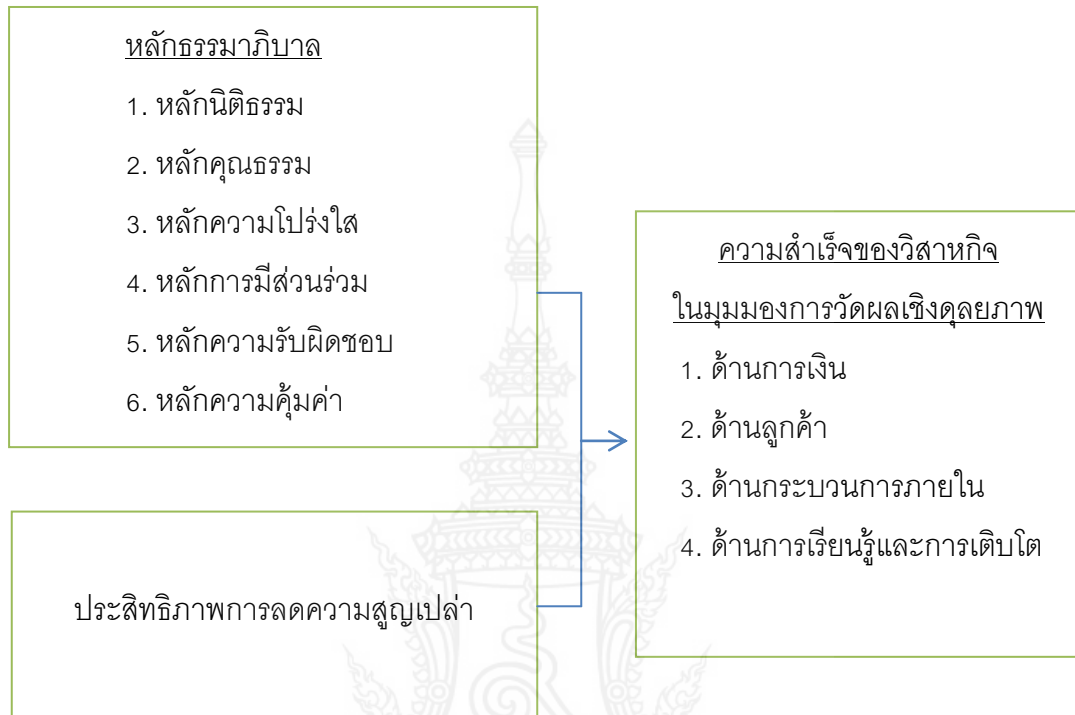 หลักธรรมาภิบาล
1. หลักนิติธรรม
2. หลักคุณธรรม
3. หลักความโปร่งใส
4. หลักการมีส่วนร่วม
5. หลักความรับผิดชอบ
6. หลักความคุ้มค่า
ประสิทธิภาพการลดความสูญเปล่า
ความสำเร็จของวิสาหกิจ
ในมุมมองการวัดผลเชิงดุลยภาพ
1. ด้านการเงิน
2. ด้านลูกค้า
3. ด้านกระบวนการภายใน
4. ด้านการเรียนรู้และการเติบโต